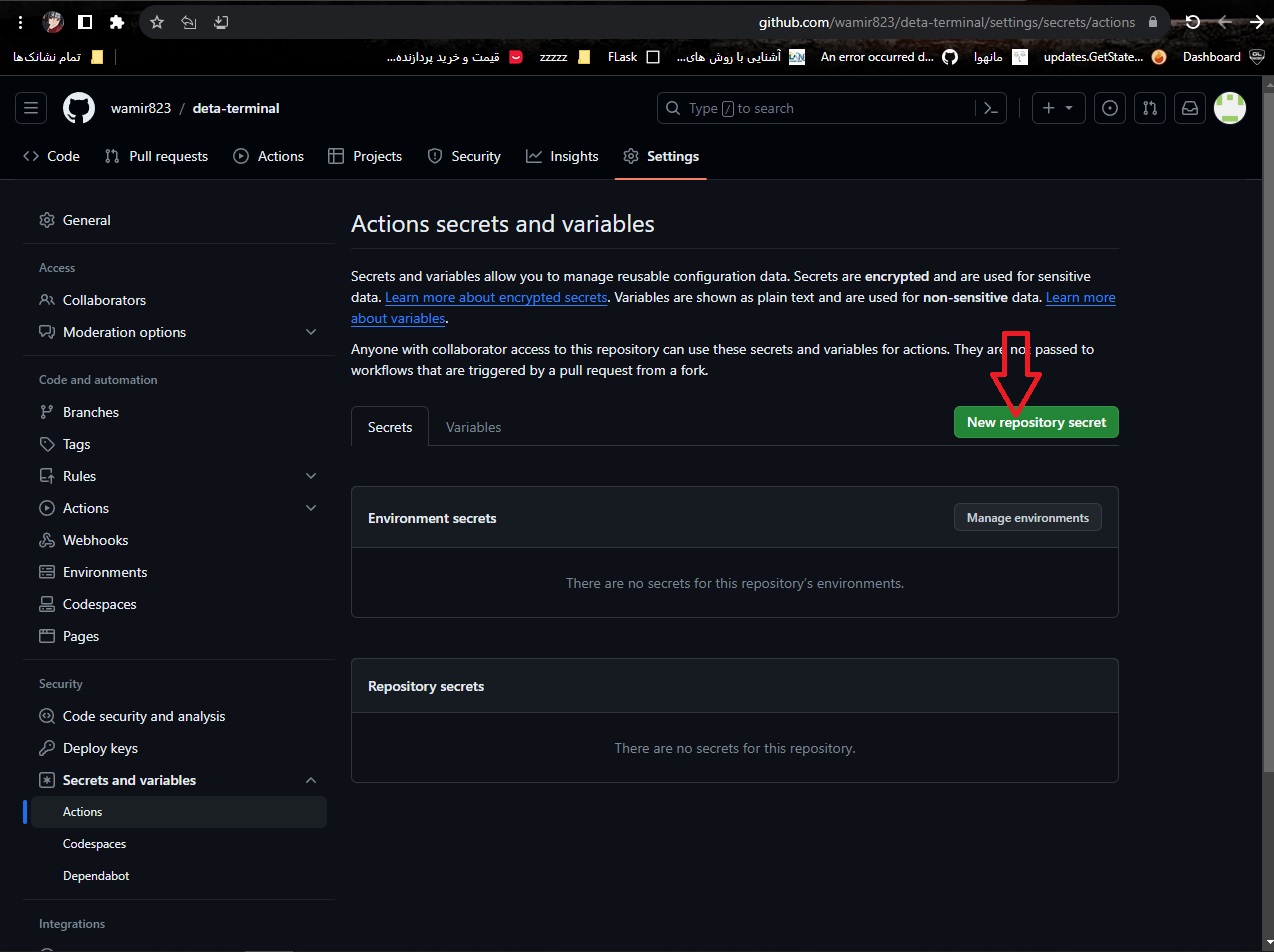 github.com/wamir823/deta-terminal/settings/secrets/actions
تمام نشانک‌ها
قیمت و خرید پردازنده...
zzzzz
FLask
آشنایی با روش های...
An error occurred d...
مانهوا
updates.GetState...
Dashboard
wamir823 / deta-terminal
Type / to search
Code
Pull requests
Actions
Projects
Security
Insights
Settings
General
Access
Collaborators
Moderation options
Code and automation
Branches
Tags
Rules
Actions
Webhooks
Environments
Codespaces
Pages
Security
Code security and analysis
Deploy keys
Secrets and variables
Actions
Codespaces
Dependabot
Integrations
Actions secrets and variables
Secrets and variables allow you to manage reusable configuration data. Secrets are encrypted and are used for sensitive
data. Learn more about encrypted secrets. Variables are shown as plain text and are used for non-sensitive data. Learn more
about variables.
Anyone with collaborator access to this repository can use these secrets and variables for actions. They are not passed to
workflows that are triggered by a pull request from a fork.
Secrets
Variables
New repository secret
Environment secrets
Manage environments
There are no secrets for this repository's environments.
Repository secrets
There are no secrets for this repository.